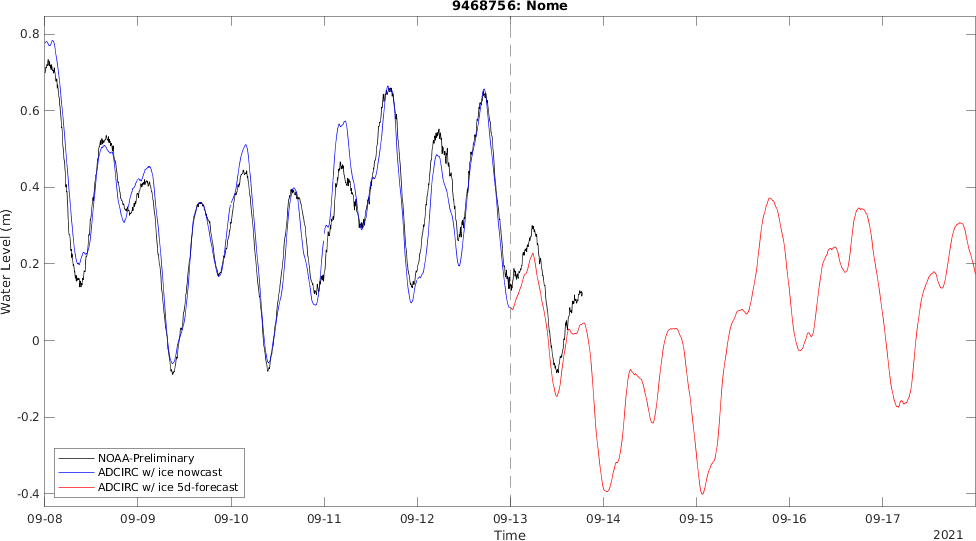 9468756: Nome
Water Level (m)
0.8
0.6
0.4
0.2
0
-0.2
-0.4
NOAA-Preliminary
ADCIRC w/ ice nowcast
ADCIRC w/ ice 5d-forecast
09-08 09-09 09-10 09-11 09-12 09-13 09-14 09-15 09-16 09-17
Time
2021